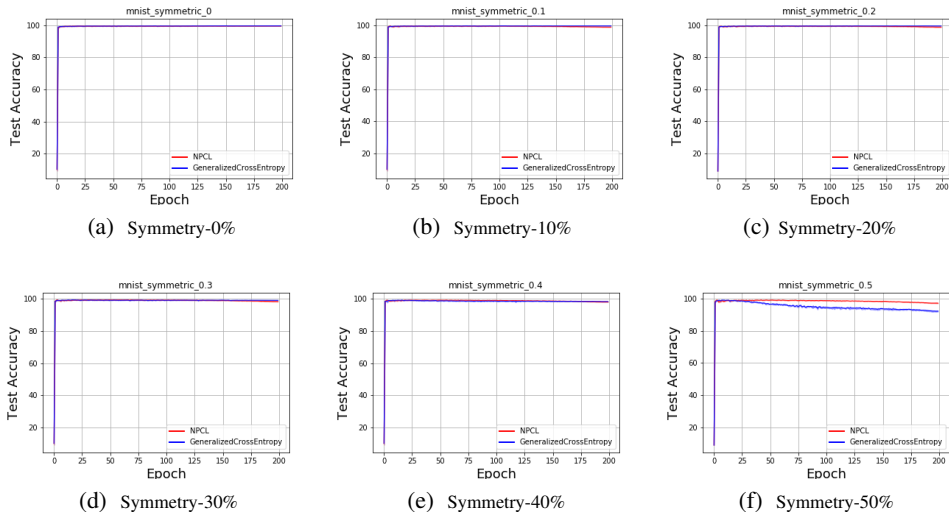 mnist_symmetric_0
mnist_symmetric_0.1
mnist_symmetric_0.2
Test Accuracy
100
80
60
40
20
NPCL
GeneralizedCrossEntropy
0 25 50 75 100 125 150 175 200
Epoch
Test Accuracy
100
80
60
40
20
NPCL
GeneralizedCrossEntropy
0 25 50 75 100 125 150 175 200
Epoch
Test Accuracy
100
80
60
40
20
NPCL
GeneralizedCrossEntropy
0 25 50 75 100 125 150 175 200
Epoch
(a) Symmetry-0%
(b) Symmetry-10%
(c) Symmetry-20%
mnist_symmetric_0.3
mnist_symmetric_0.4
mnist_symmetric_0.5
Test Accuracy
100
80
60
40
20
NPCL
GeneralizedCrossEntropy
0 25 50 75 100 125 150 175 200
Epoch
Test Accuracy
100
80
60
40
20
NPCL
GeneralizedCrossEntropy
0 25 50 75 100 125 150 175 200
Epoch
Test Accuracy
100
80
60
40
20
NPCL
GeneralizedCrossEntropy
0 25 50 75 100 125 150 175 200
Epoch
(d) Symmetry-30%
(e) Symmetry-40%
(f) Symmetry-50%